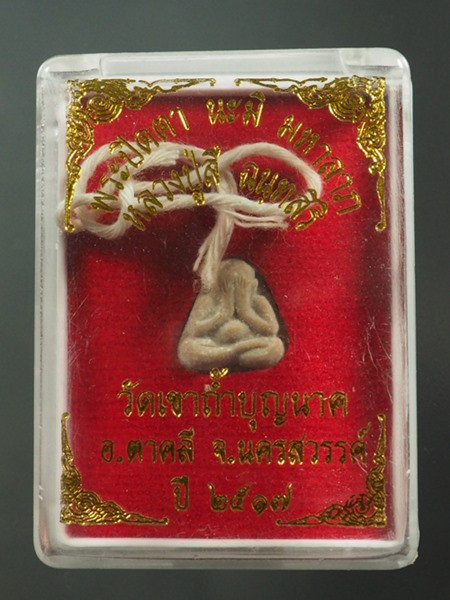 พระปิดตา นะมิ มหาลาภ
หลวงปู่สี ฉันทสิริ
วัดเขาถ้ำบุญนาค
อ.ตาคลี จ.นครสวรรค์
ปี ๒๕๑๗